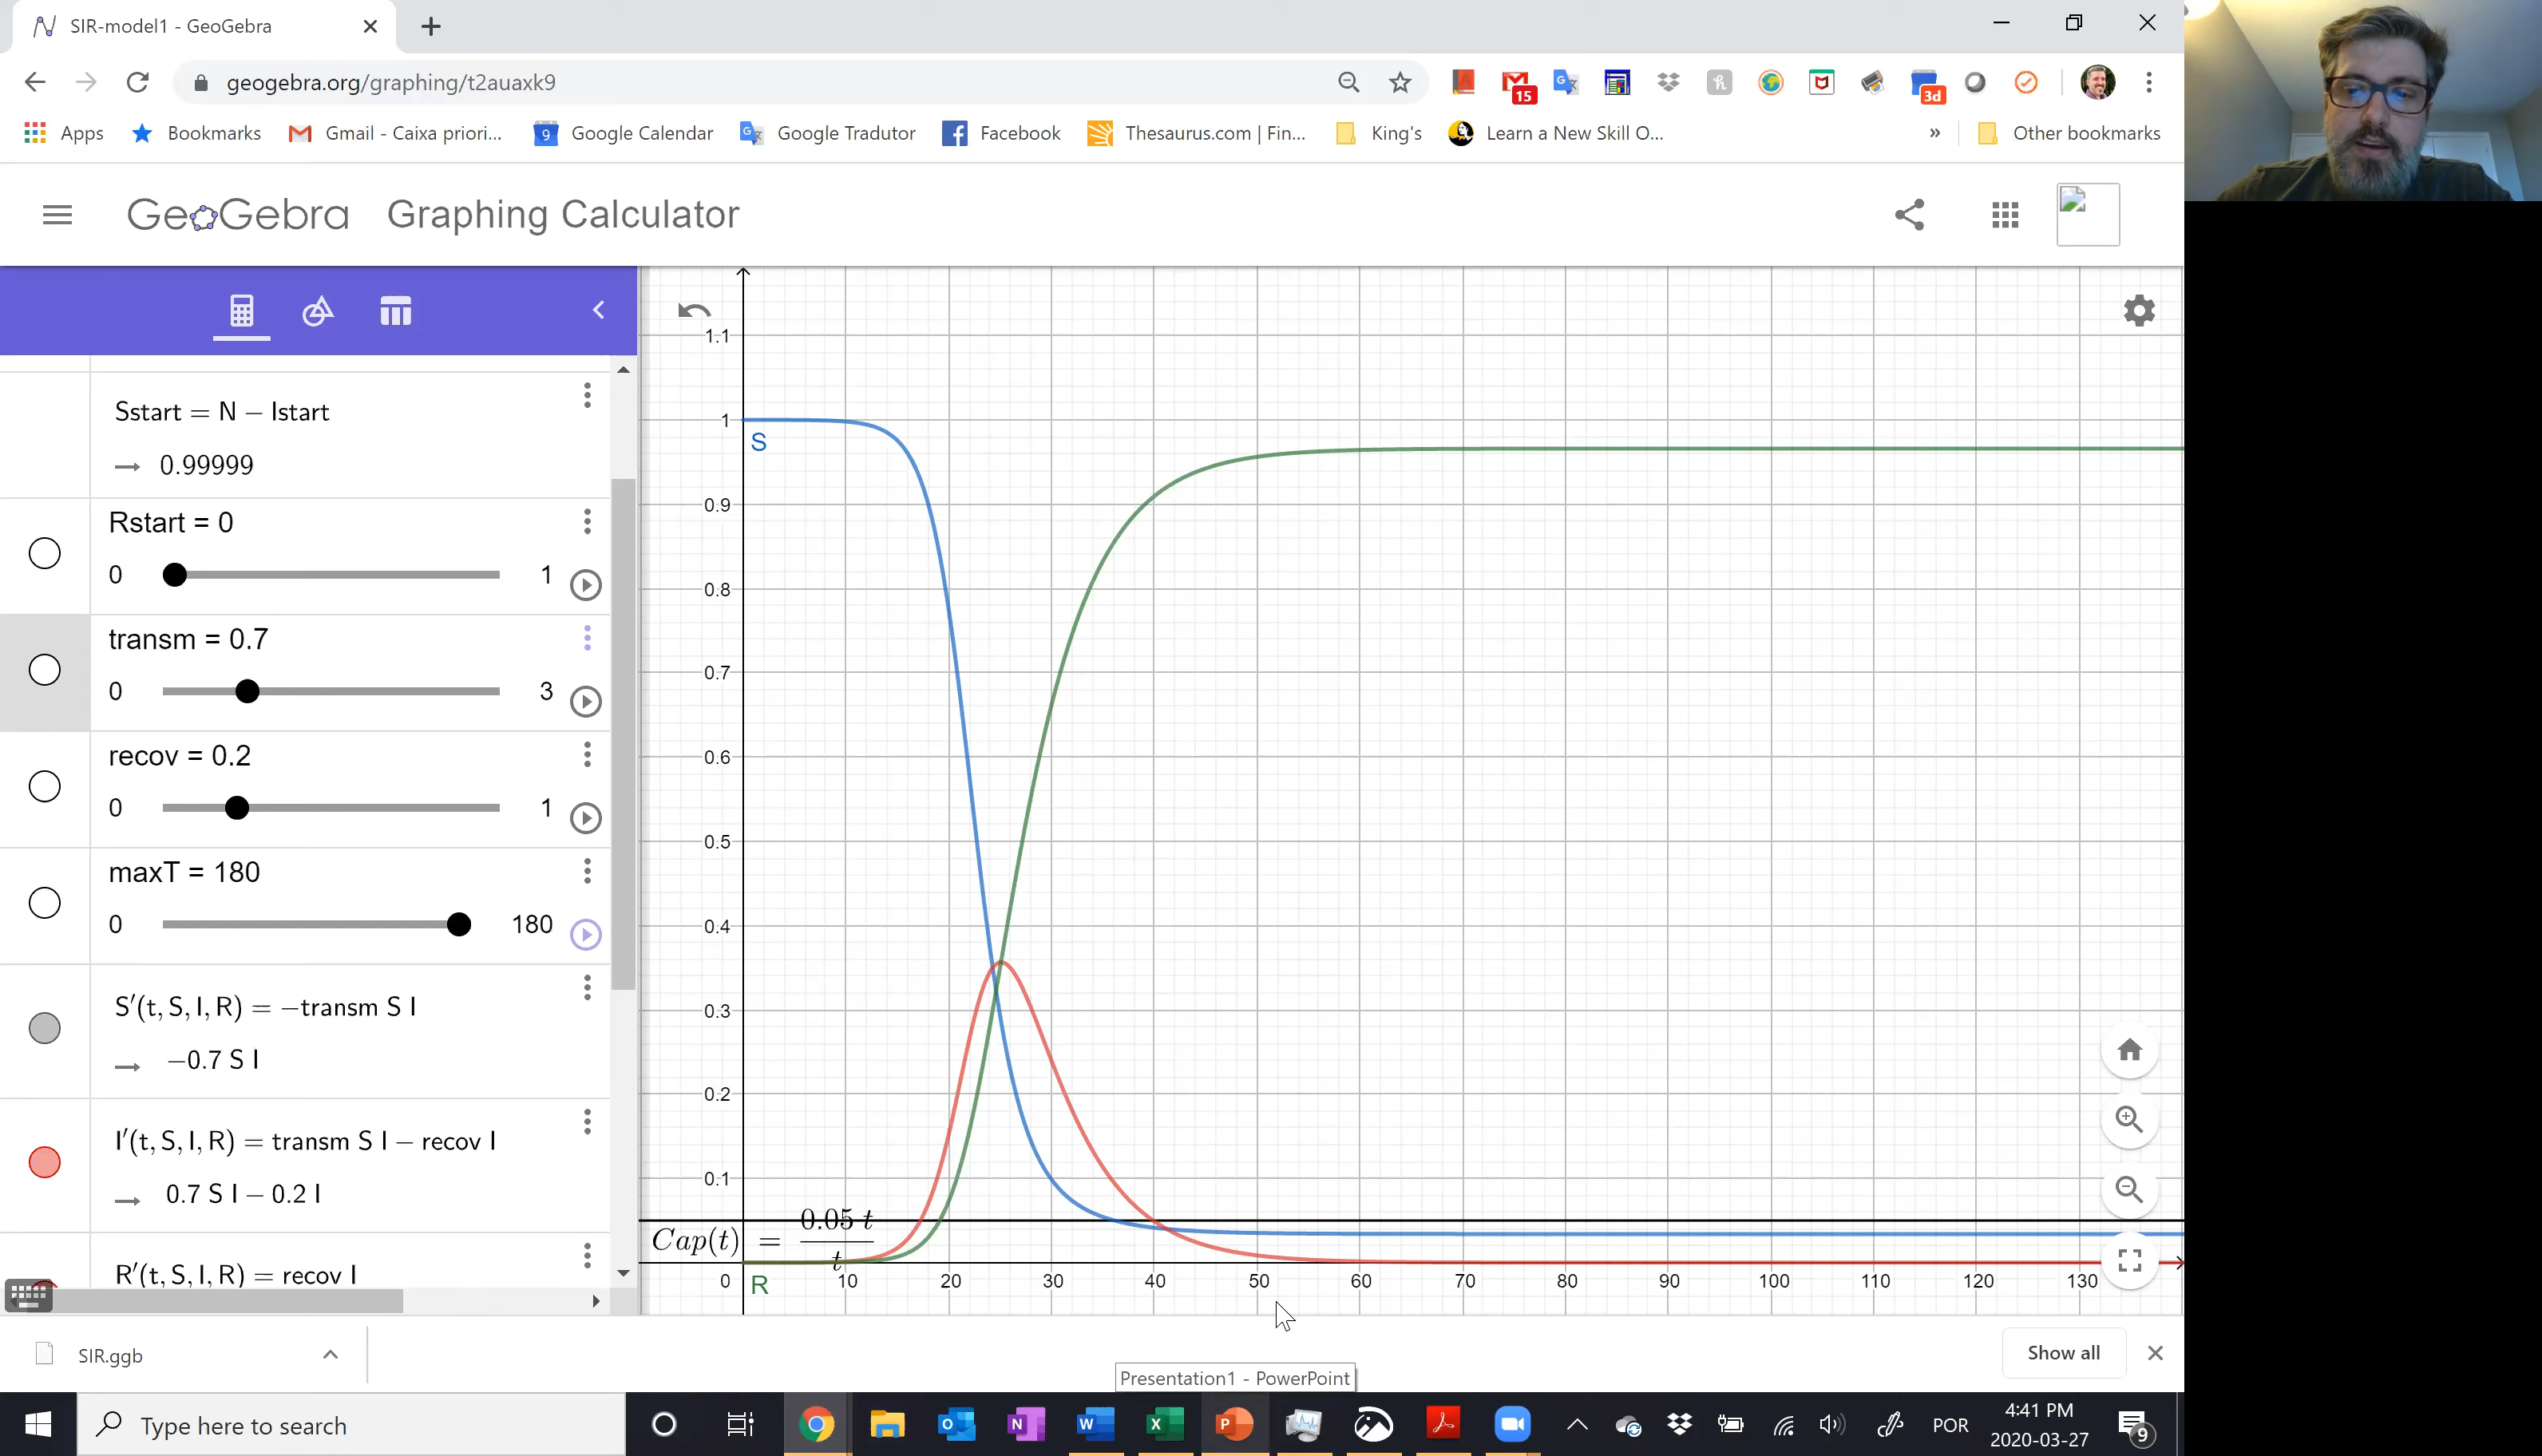 SIR-model1 - GeoGebra
geogebra.org/graphing/t2auaxk9
15
3d
Apps Bookmarks Gmail - Caixa priori... 9 Google Calendar Google Tradutor Facebook Thesaurus.com | Fin... King's Learn a New Skill O... » Other bookmarks
GeoGebra Graphing Calculator
Sstart = N − Istart
→ 0.99999
Rstart = 0
0 1
transm = 0.7
0 3
recov = 0.2
0 1
maxT = 180
0 180
S′(t, S, I, R) = −transm S I
→ −0.7 S I
I′(t, S, I, R) = transm S I − recov I
→ 0.7 S I − 0.2 I
R′(t, S, I, R) = recov I
1.1
1
S
0.9
0.8
0.7
0.6
0.5
0.4
0.3
0.2
0.1
Cap(t) = 0.05 t / t
0 10 20 30 40 50 60 70 80 90 100 110 120 130
R
SIR.ggb
Show all
Presentation1 - PowerPoint
Type here to search
POR
4:41 PM
2020-03-27
9